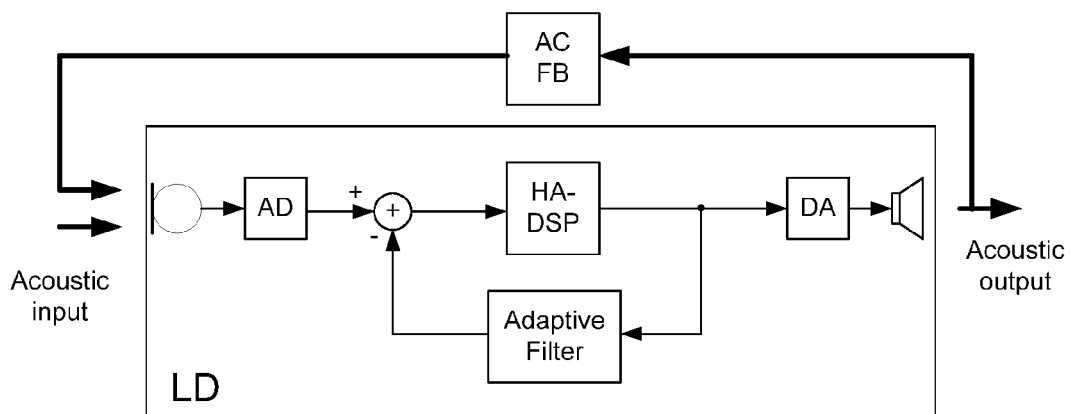 AC
FB
+
-
AD
+
HA-
DSP
DA
Acoustic
input
Acoustic
output
Adaptive
Filter
LD